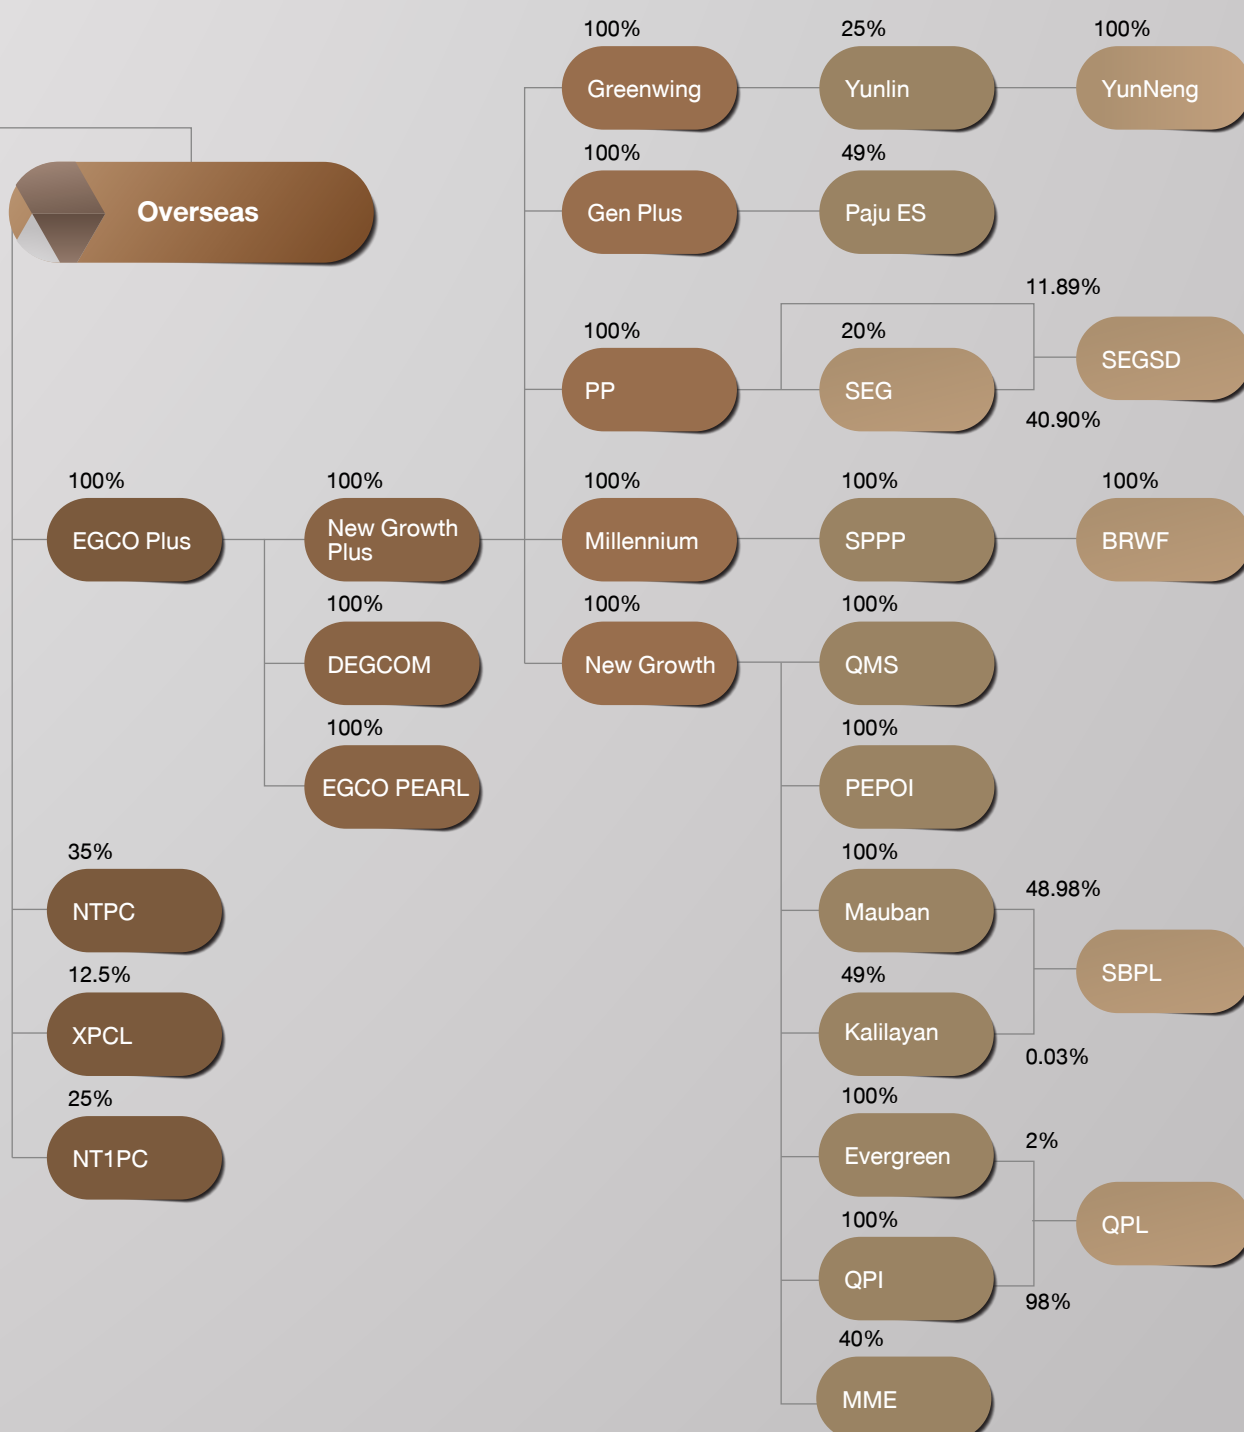 Overseas
100%
EGCO Plus
35%
NTPC
12.5%
XPCL
25%
NT1PC
100%
New Growth
Plus
100%
DEGCOM
100%
EGCO PEARL
100%
Greenwing
100%
Gen Plus
100%
PP
100%
Millennium
100%
New Growth
25%
Yunlin
49%
Paju ES
20%
SEG
100%
SPPP
100%
QMS
100%
PEPOI
100%
Mauban
49%
Kalilayan
100%
Evergreen
100%
QPI
40%
MME
100%
YunNeng
11.89%
SEGSD
40.90%
100%
BRWF
48.98%
SBPL
0.03%
2%
QPL
98%